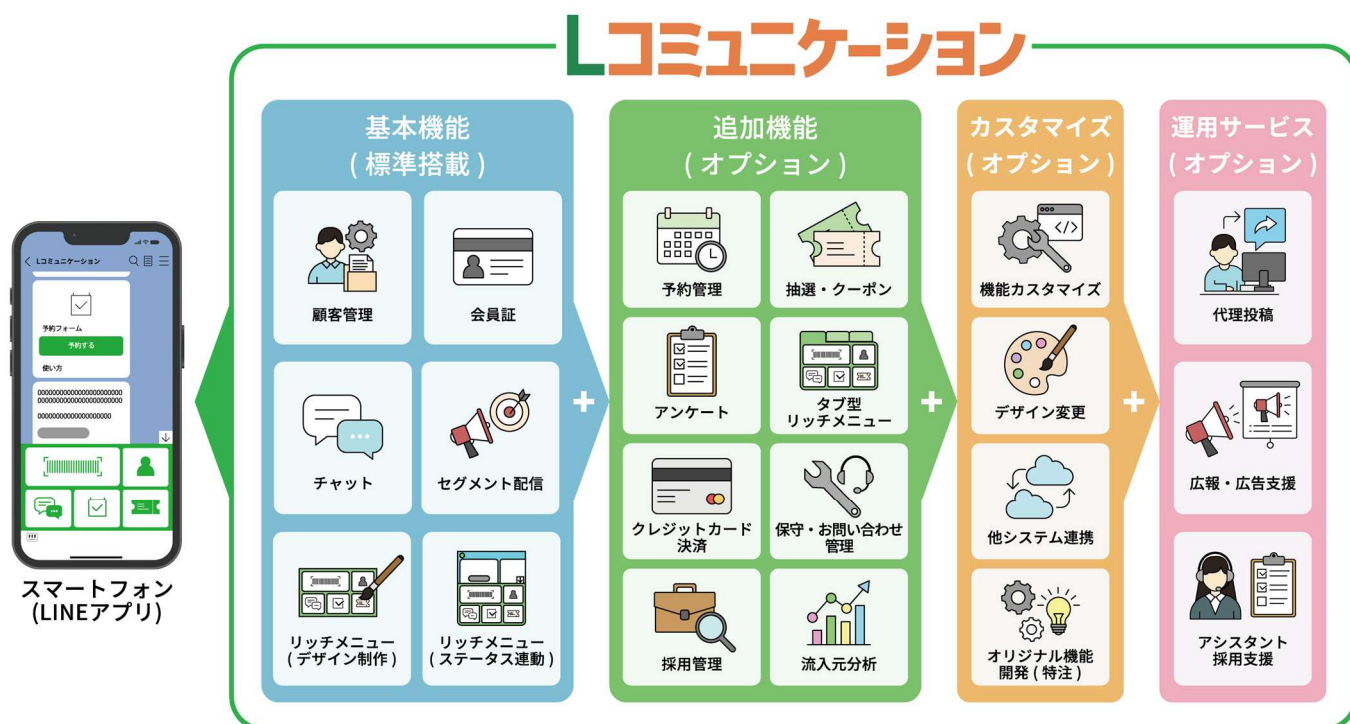 Lコミュニケーション
基本機能
(標準搭載)
顧客管理
会員証
チャット
セグメント配信
リッチメニュー
(デザイン制作)
リッチメニュー
(ステータス連動)
+
追加機能
(オプション)
予約管理
抽選・クーポン
アンケート
タブ型
リッチメニュー
クレジットカード
決済
保守・お問い合わせ
管理
採用管理
流入元分析
+
カスタマイズ
(オプション)
</>
機能カスタマイズ
デザイン変更
他システム連携
オリジナル機能
開発(特注)
+
運用サービス
(オプション)
代理投稿
広報・広告支援
アシスタント
採用支援
Lコミュニケーション
予約フォーム
予約する
使い方
スマートフォン
(LINEアプリ)